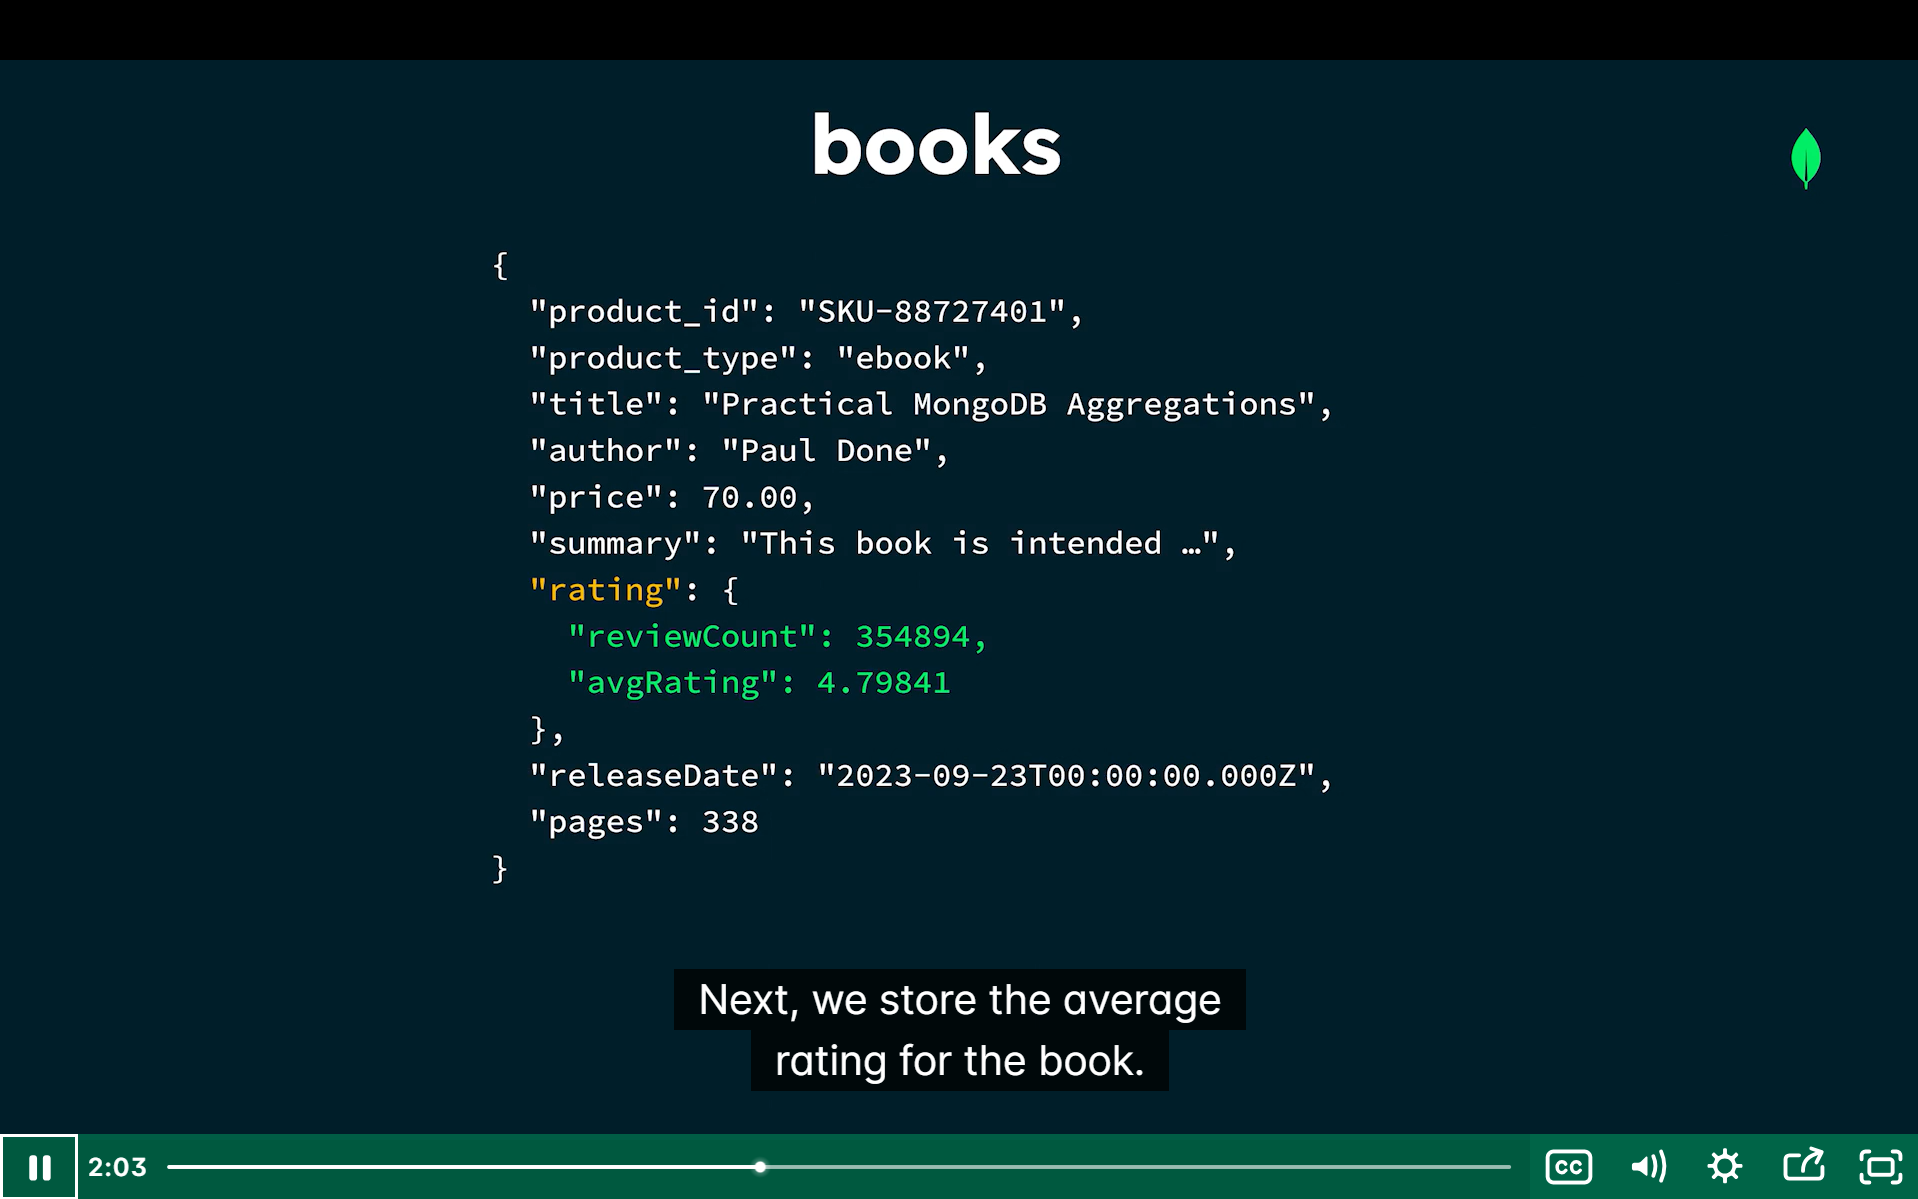 books
{
"product_id": "SKU-88727401",
"product_type": "ebook",
"title": "Practical MongoDB Aggregations",
"author": "Paul Done",
"price": 70.00,
"summary": "This book is intended …",
"rating": {
"reviewCount": 354894,
"avgRating": 4.79841
},
"releaseDate": "2023-09-23T00:00:00.000Z",
"pages": 338
}
Next, we store the average
rating for the book.
2:03
CC